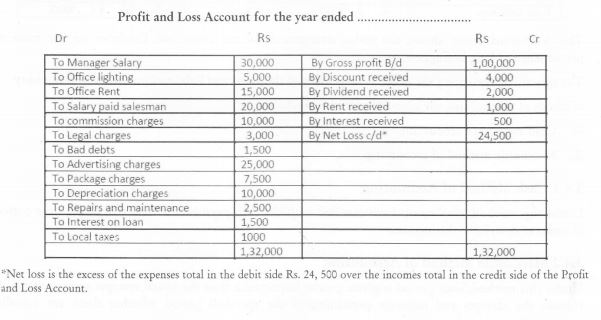 Profit and Loss Account for the year ended ................................
Dr Rs Rs Cr
To Manager Salary 30,000 By Gross profit B/d 1,00,000
To Office lighting 5,000 By Discount received 4,000
To Office Rent 15,000 By Dividend received 2,000
To Salary paid salesman 20,000 By Rent received 1,000
To commission charges 10,000 By Interest received 500
To Legal charges 3,000 By Net Loss c/d* 24,500
To Bad debts 1,500
To Advertising charges 25,000
To Package charges 7,500
To Depreciation charges 10,000
To Repairs and maintenance 2,500
To Interest on loan 1,500
To Local taxes 1000
1,32,000 1,32,000
*Net loss is the excess of the expenses total in the debit side Rs. 24, 500 over the incomes total in the credit side of the Profit
and Loss Account.